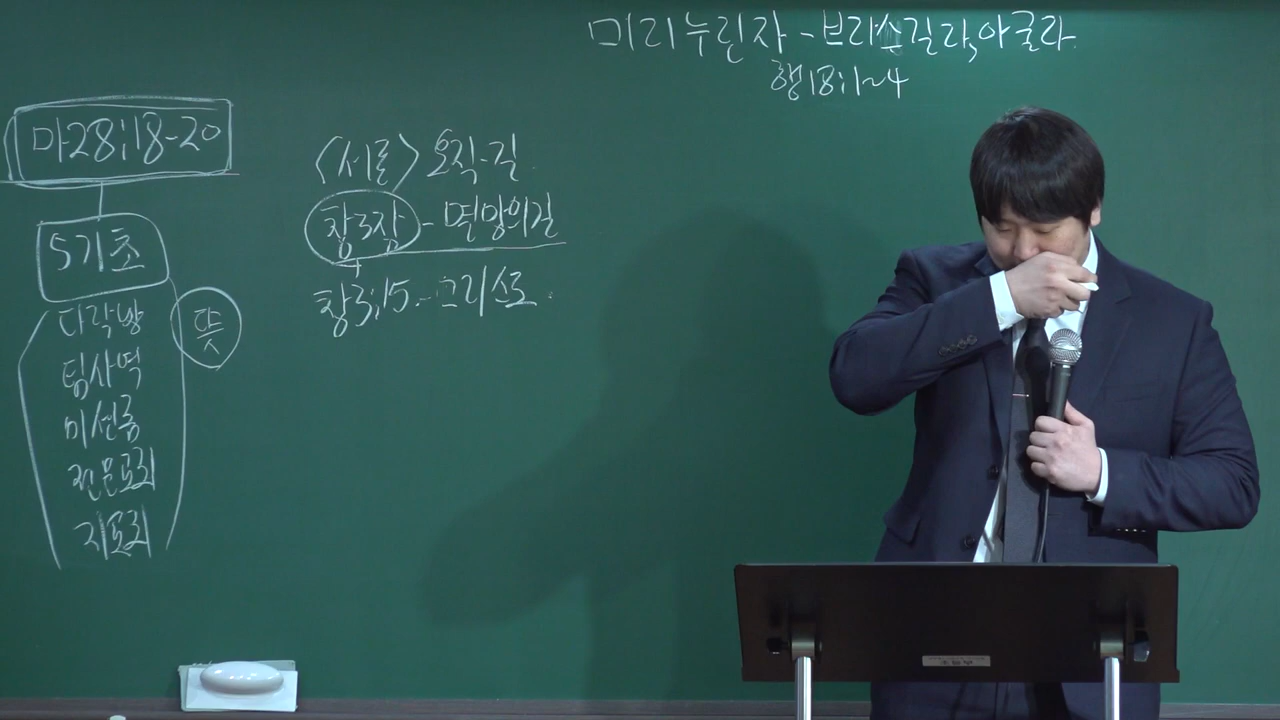 미리누린자 - 브리스길라, 아굴라
행18:1~4
마28:18-20
5기초
다락방
팀사역
미션홈
전문교회
지교회
뜻
<서론> 오직-길
창3장 - 멸망의길
창3:15 - 그리스도